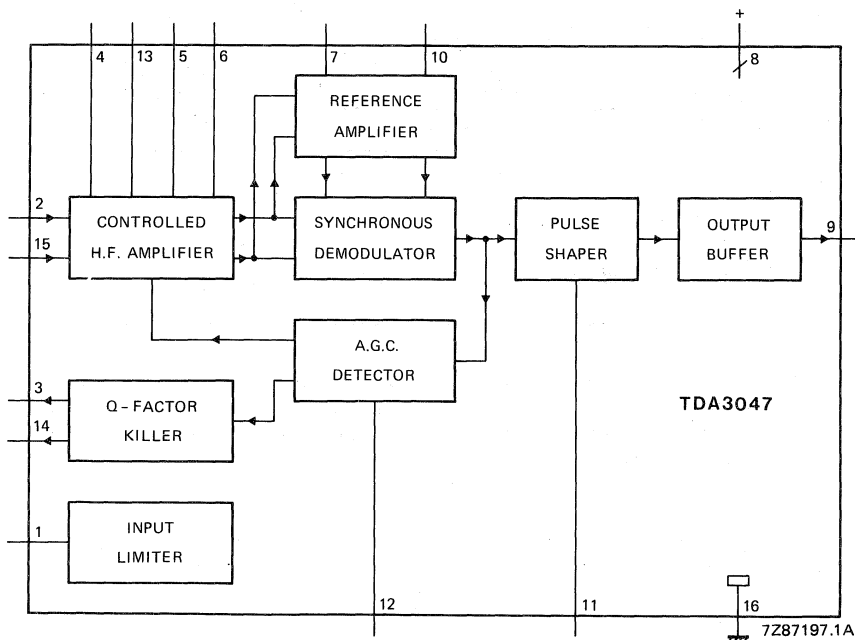 +
4 13 5 6 7 10 8
REFERENCE
AMPLIFIER
2
15
CONTROLLED
H.F. AMPLIFIER
SYNCHRONOUS
DEMODULATOR
PULSE
SHAPER
OUTPUT
BUFFER
9
A.G.C.
DETECTOR
3
14
Q-FACTOR
KILLER
TDA3047
1
INPUT
LIMITER
12 11 16
7Z87197.1A